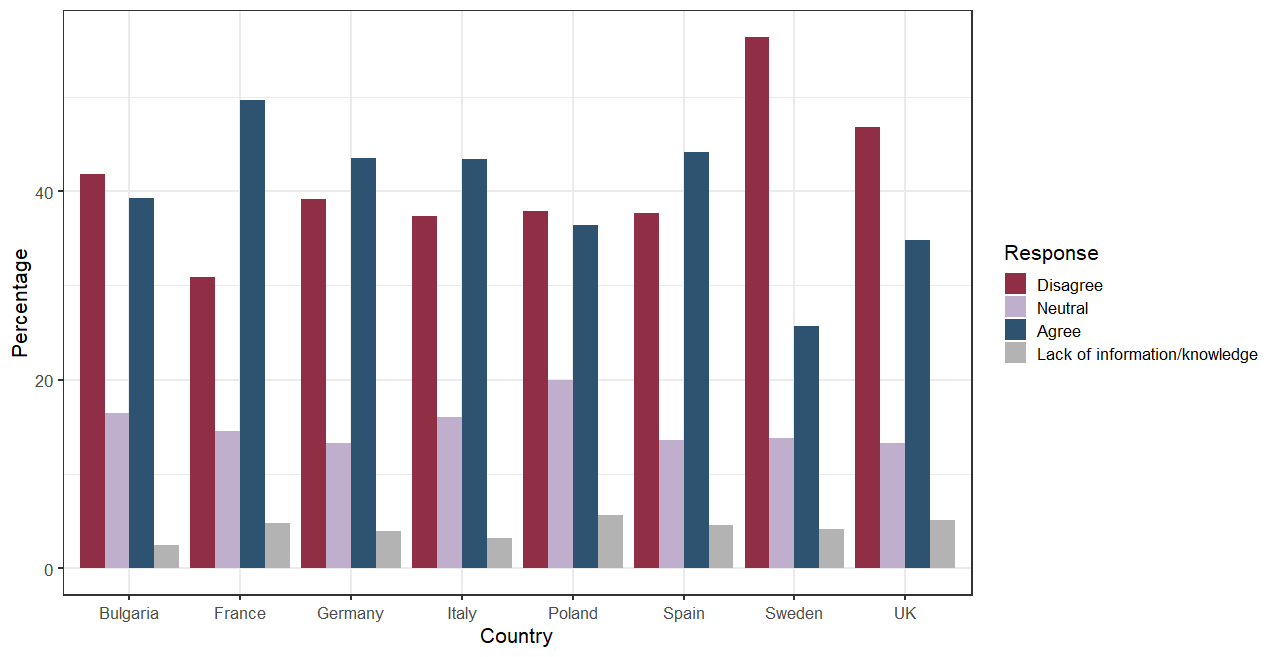 Percentage
40
20
0
Bulgaria France Germany Italy Poland Spain Sweden UK
Country
Response
Disagree
Neutral
Agree
Lack of information/knowledge